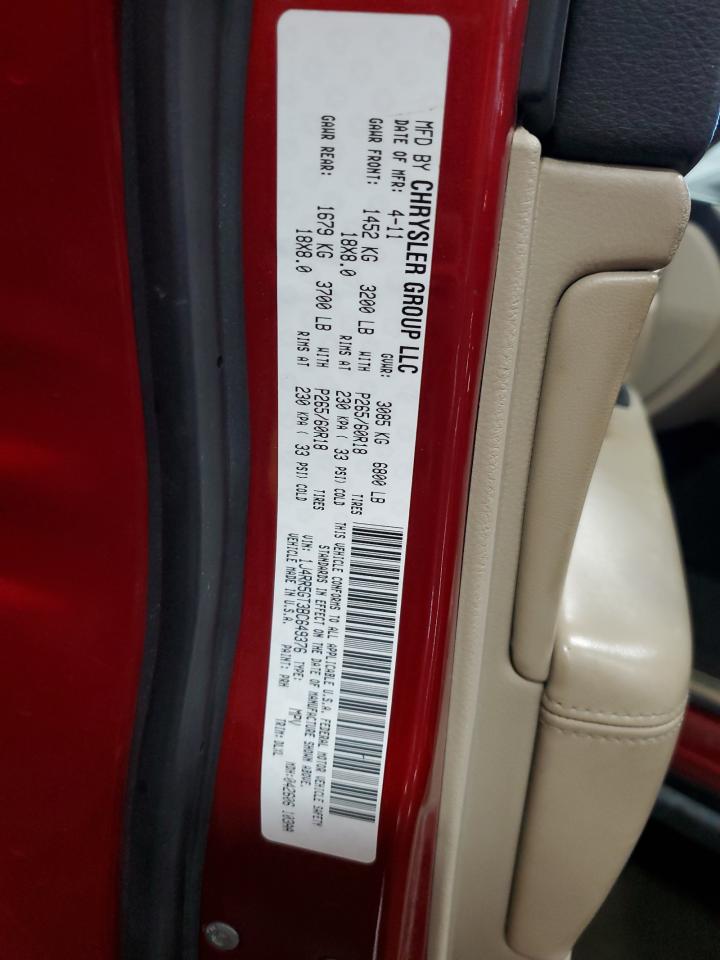 MFD BY CHRYSLER GROUP LLC
DATE OF MFR: 4-11 GVWR: 3085 KG 6800 LB
GAWR FRONT: 1452 KG 3200 LB WITH P265/60R18 TIRES
18X8.0 RIMS AT 230 KPA ( 33 PSI) COLD
GAWR REAR: 1679 KG 3700 LB WITH P265/60R18 TIRES
18X8.0 RIMS AT 230 KPA ( 33 PSI) COLD
THIS VEHICLE CONFORMS TO ALL APPLICABLE U.S.A. FEDERAL MOTOR VEHICLE SAFETY
STANDARDS IN EFFECT ON THE DATE OF MANUFACTURE SHOWN ABOVE.
VIN: 1J4RR5GT3BC649376 TYPE: MPV
VEHICLE MADE IN U.S.A. PAINT: PRH TRIM: DLXL